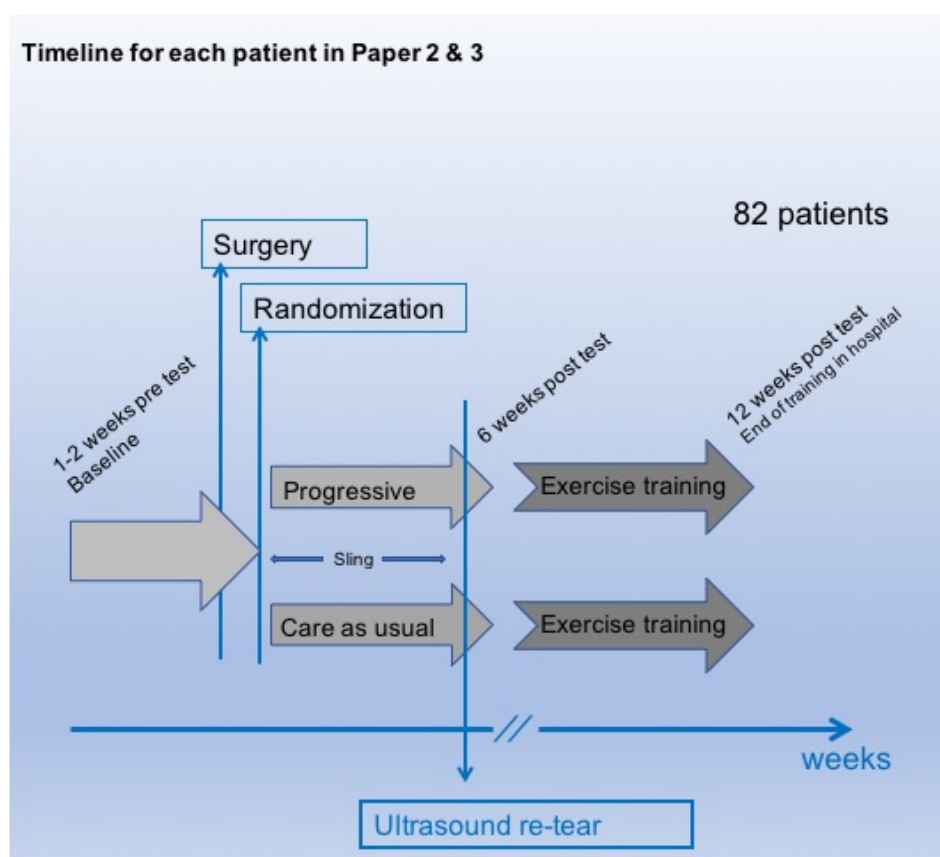 Timeline for each patient in Paper 2 & 3
82 patients
Surgery
Randomization
1-2 weeks pre test
Baseline
6 weeks post test
12 weeks post test
End of training in hospital
Progressive
Exercise training
Sling
Care as usual
Exercise training
weeks
Ultrasound re-tear